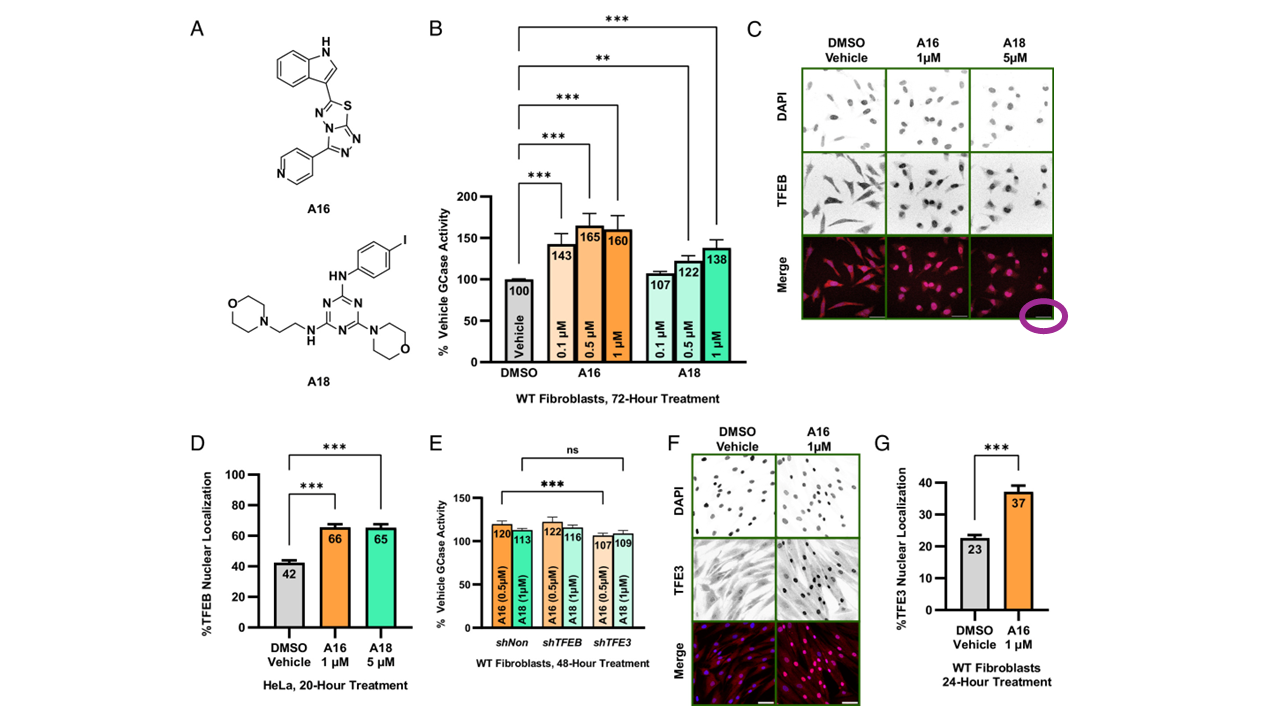 A
H
N
N
S
N
N
N
N
A16
I
HN
O
N
N
N
N
N
H
N
O
A18
B
***
**
***
***
***
% Vehicle GCase Activity
200
150
100
50
0
100
Vehicle
143
0.1 µM
165
0.5 µM
160
1 µM
107
0.1 µM
122
0.5 µM
138
1 µM
DMSO
A16
A18
WT Fibroblasts, 72-Hour Treatment
C
DMSO
Vehicle
A16
1µM
A18
5µM
DAPI
TFEB
Merge
D
***
***
%TFEB Nuclear Localization
100
80
60
40
20
0
42
66
65
DMSO
Vehicle
A16
1 µM
A18
5 µM
HeLa, 20-Hour Treatment
E
ns
***
% Vehicle GCase Activity
150
100
50
0
120
A16 (0.5µM)
113
A18 (1µM)
122
A16 (0.5µM)
116
A18 (1µM)
107
A16 (0.5µM)
109
A18 (1µM)
shNon
shTFEB
shTFE3
WT Fibroblasts, 48-Hour Treatment
F
DMSO
Vehicle
A16
1µM
DAPI
TFE3
Merge
G
***
%TFE3 Nuclear Localization
40
30
20
10
0
23
37
DMSO
Vehicle
A16
1 µM
WT Fibroblasts
24-Hour Treatment